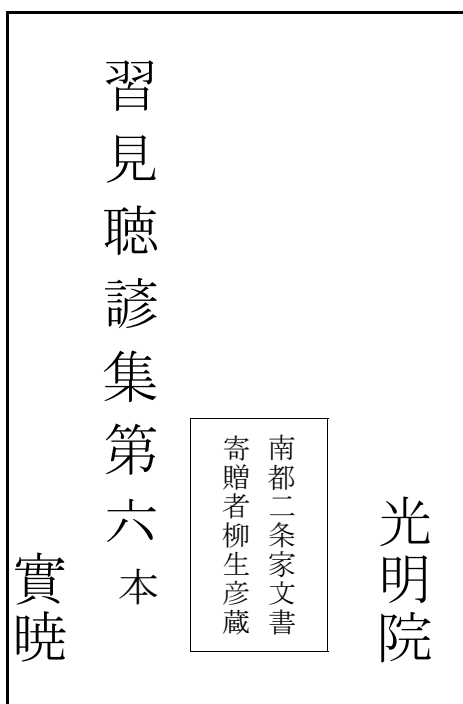 光明院
南都二条家文書
寄贈者柳生彦蔵
習見聴諺集第六 本
實暁